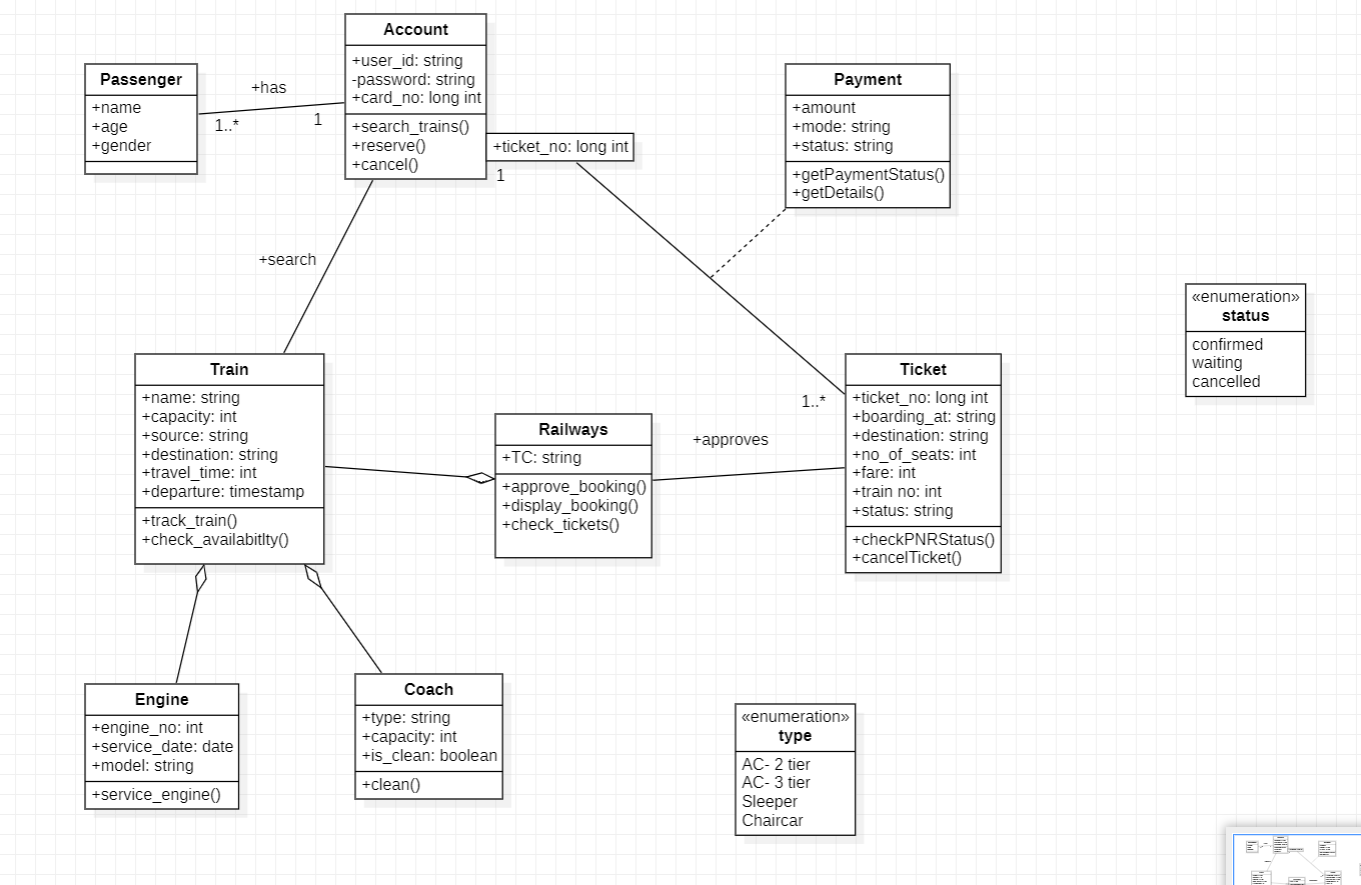 Account
+user_id: string
-password: string
+card_no: long int
+search_trains()
+reserve()
+cancel()
Passenger
+name
+age
+gender
+has
1..*
1
+ticket_no: long int
1
Payment
+amount
+mode: string
+status: string
+getPaymentStatus()
+getDetails()
+search
«enumeration»
status
confirmed
waiting
cancelled
Train
+name: string
+capacity: int
+source: string
+destination: string
+travel_time: int
+departure: timestamp
+track_train()
+check_availabitlty()
Railways
+TC: string
+approve_booking()
+display_booking()
+check_tickets()
+approves
1..*
Ticket
+ticket_no: long int
+boarding_at: string
+destination: string
+no_of_seats: int
+fare: int
+train no: int
+status: string
+checkPNRStatus()
+cancelTicket()
Engine
+engine_no: int
+service_date: date
+model: string
+service_engine()
Coach
+type: string
+capacity: int
+is_clean: boolean
+clean()
«enumeration»
type
AC- 2 tier
AC- 3 tier
Sleeper
Chaircar